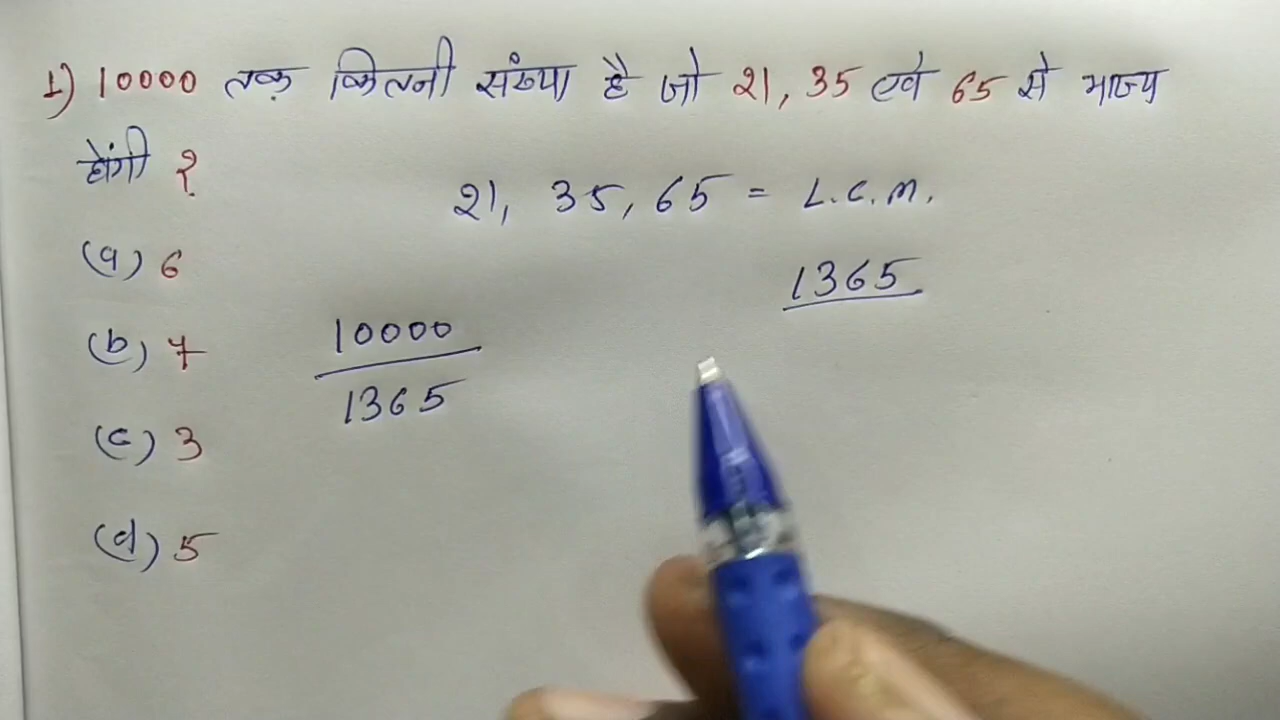 1) 10000 तक कितनी संख्या है जो 21, 35 एवं 65 से भाज्य
होंगी ?
21, 35, 65 = L.C.M.
1365
(a) 6
(b) 7
(c) 3
(d) 5
10000
1365